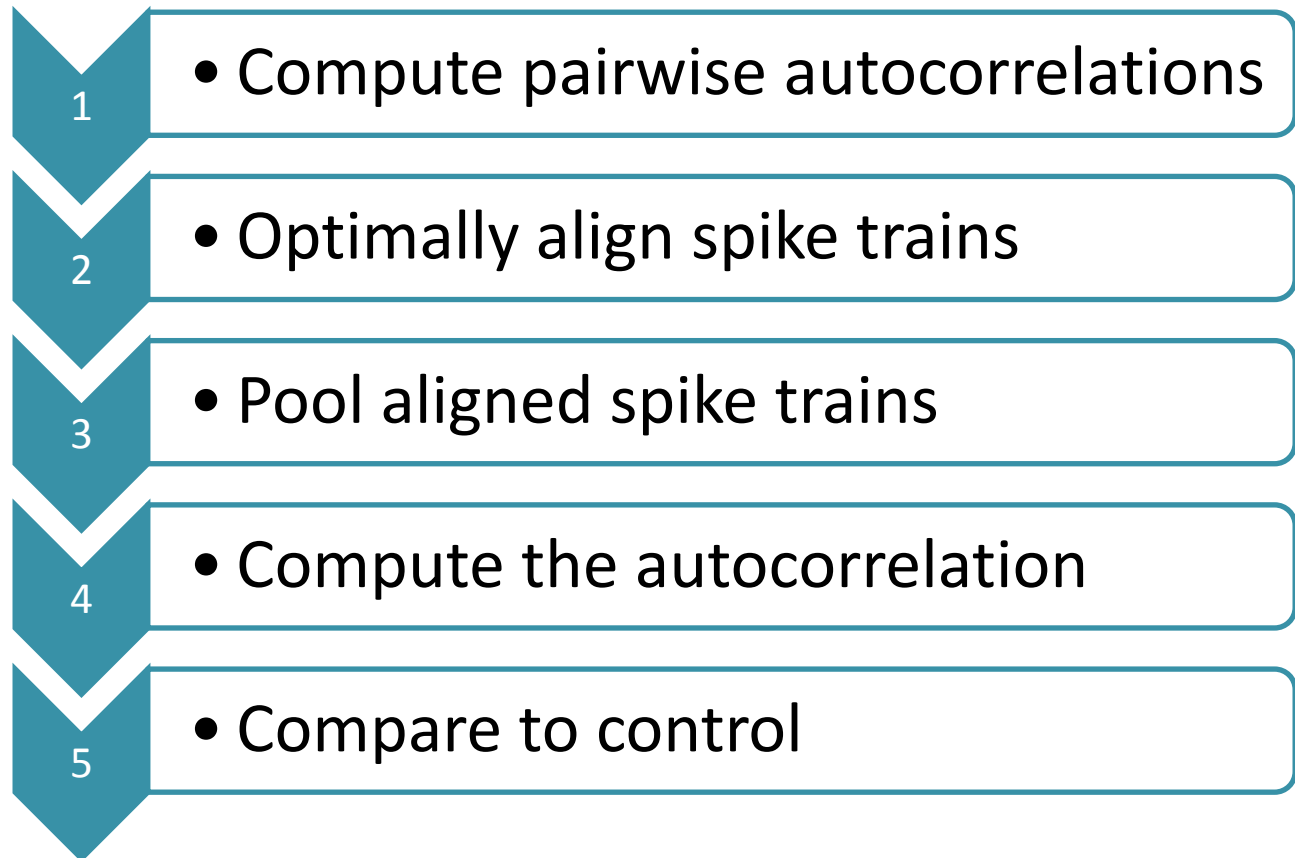 1
• Compute pairwise autocorrelations
2
• Optimally align spike trains
3
• Pool aligned spike trains
4
• Compute the autocorrelation
5
• Compare to control